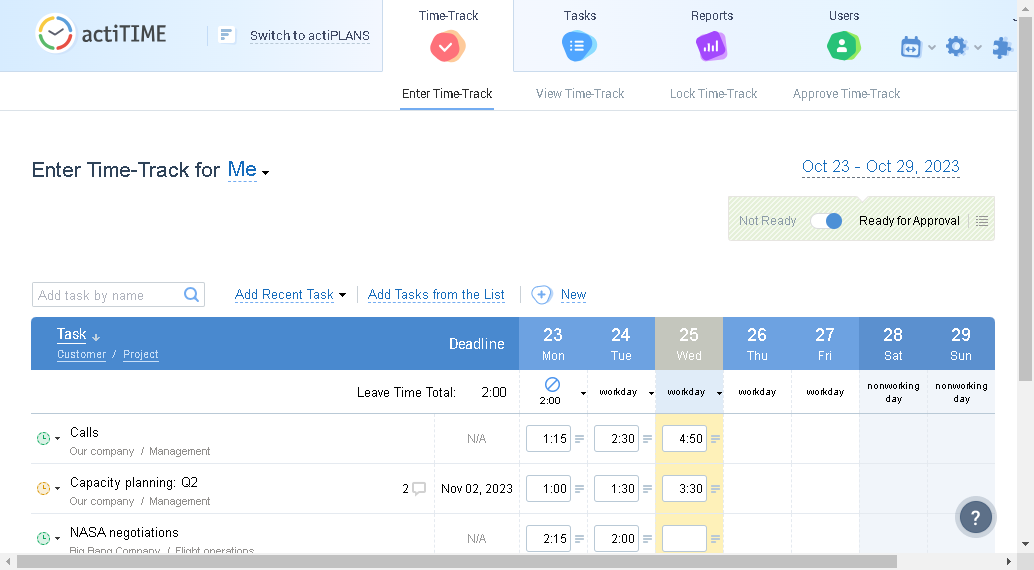 actiTIME
Switch to actiPLANS
Time-Track
Tasks
Reports
Users
Enter Time-Track
View Time-Track
Lock Time-Track
Approve Time-Track
Enter Time-Track for Me
Oct 23 - Oct 29, 2023
Not Ready
Ready for Approval
Add task by name
Add Recent Task
Add Tasks from the List
New
Task
Customer / Project
Deadline
23 24 25 26 27 28 29
Mon Tue Wed Thu Fri Sat Sun
Leave Time Total: 2:00
2:00
workday
workday
workday
workday
nonworking day
nonworking day
Calls
Our company / Management
N/A
1:15 2:30 4:50
Capacity planning: Q2
Our company / Management
2
Nov 02, 2023
1:00 1:30 3:30
NASA negotiations
Big Bang Company / Flight operations
N/A
2:15 2:00
?